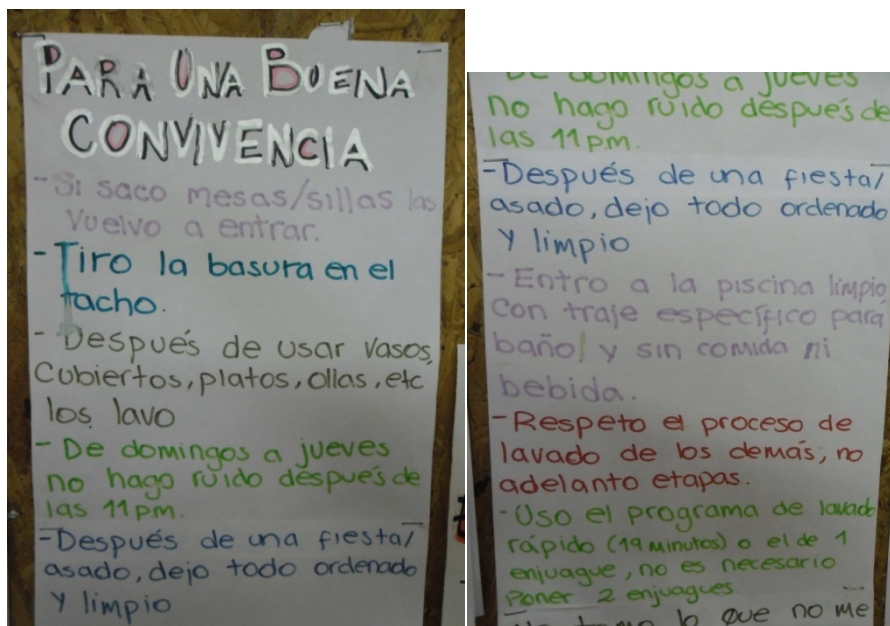 PARA UNA BUENA
CONVIVENCIA
- Si saco mesas/sillas las
vuelvo a entrar.
- Tiro la basura en el
tacho.
- Después de usar vasos,
cubiertos, platos, ollas, etc
los lavo
- De domingos a jueves
no hago ruido después de
las 11 pm.
- Después de una fiesta/
asado, dejo todo ordenado
y limpio
De domingos a jueves
no hago ruido después de
las 11 pm.
- Después de una fiesta/
asado, dejo todo ordenado
y limpio
- Entro a la piscina limpio,
con traje específico para
baño y sin comida ni
bebida.
- Respeto el proceso de
lavado de los demás, no
adelanto etapas.
- Uso el programa de lavado
rápido (19 minutos) o el de 1
enjuague, no es necesario
poner 2 enjuagues
lo que no me